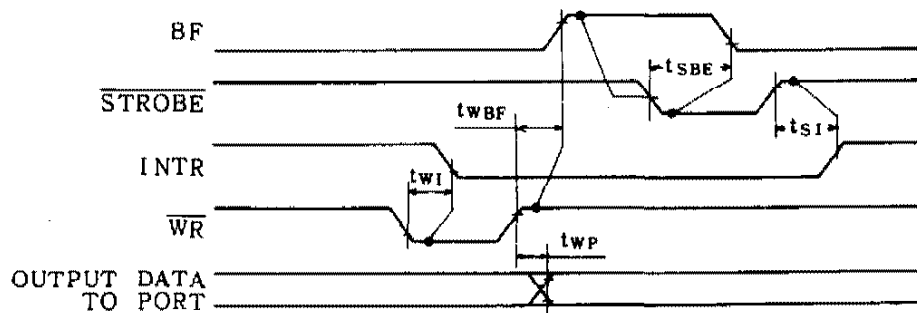 BF
tSBE
STROBE
tWBF
tSI
INTR
tWI
WR
tWP
OUTPUT DATA
TO PORT